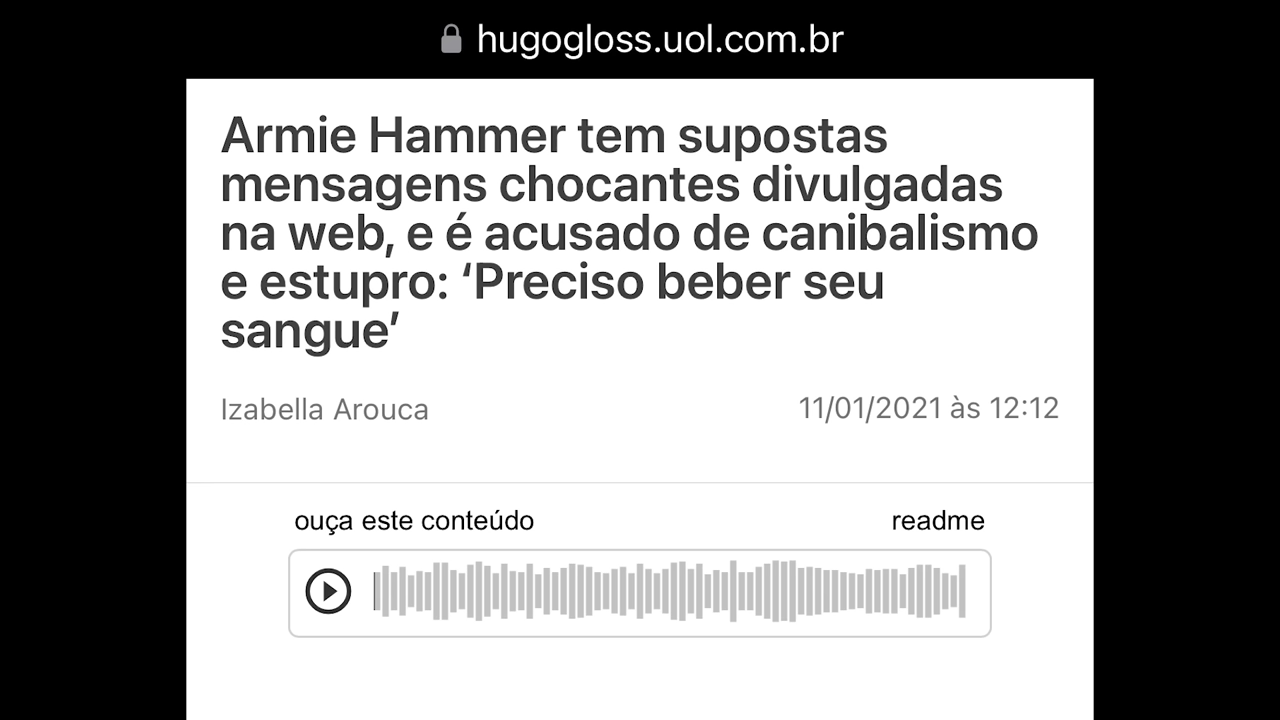 hugogloss.uol.com.br
Armie Hammer tem supostas
mensagens chocantes divulgadas
na web, e é acusado de canibalismo
e estupro: ‘Preciso beber seu
sangue’
Izabella Arouca 11/01/2021 às 12:12
ouça este conteúdo readme